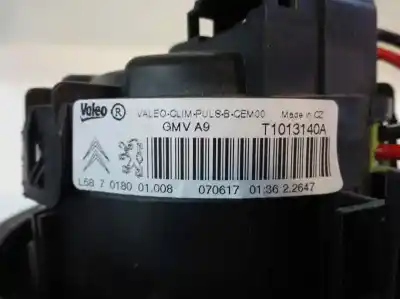 Valeo ® VALEO-CLIM-PULS-B-CEM00 Made in CZ
GMV A9 T1013140A
L58 7 0180 01.008 070617 01:36 2.2647